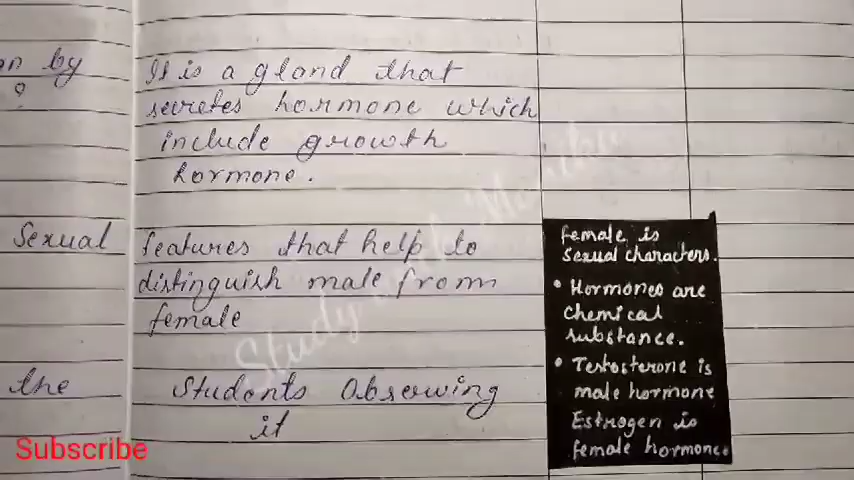 on by
?
It is a gland that
secretes hormone which
include growth
hormone.
Sexual
features that help to
distinguish male from
female
the
Students Observing
it
Female is
Sexual characters.
• Hormones are
chemical
substance.
• Testosterone is
male hormone
Estrogen is
female hormone.
Study with
Subscribe